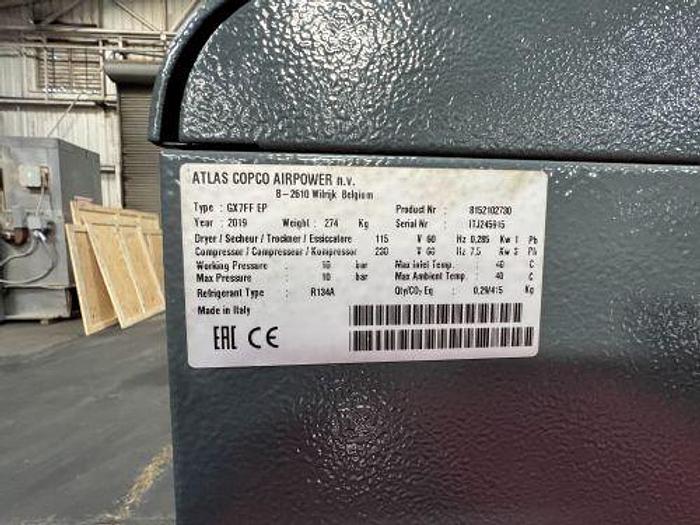 ATLAS COPCO AIRPOWER n.v.
B-2610 Wilrijk Belgium
Type : GX7FF EP Product Nr : 8152102730
Year : 2019 Weight : 274 Kg Serial Nr : ITJ245915
Dryer / Secheur / Trockner / Essiccatore 115 V 60 Hz 0,285 Kw 1 Ph
Compressor / Compresseur / Kompressor 230 V 60 Hz 7,5 Kw 3 Ph
Working Pressure : 10 bar Max inlet Temp. : 40 C
Max Pressure : 10 bar Max Ambient Temp. : 40 C
Refrigerant Type : R134A Qty/CO2 Eq : 0,29/415 Kg
Made in Italy
EAC CE